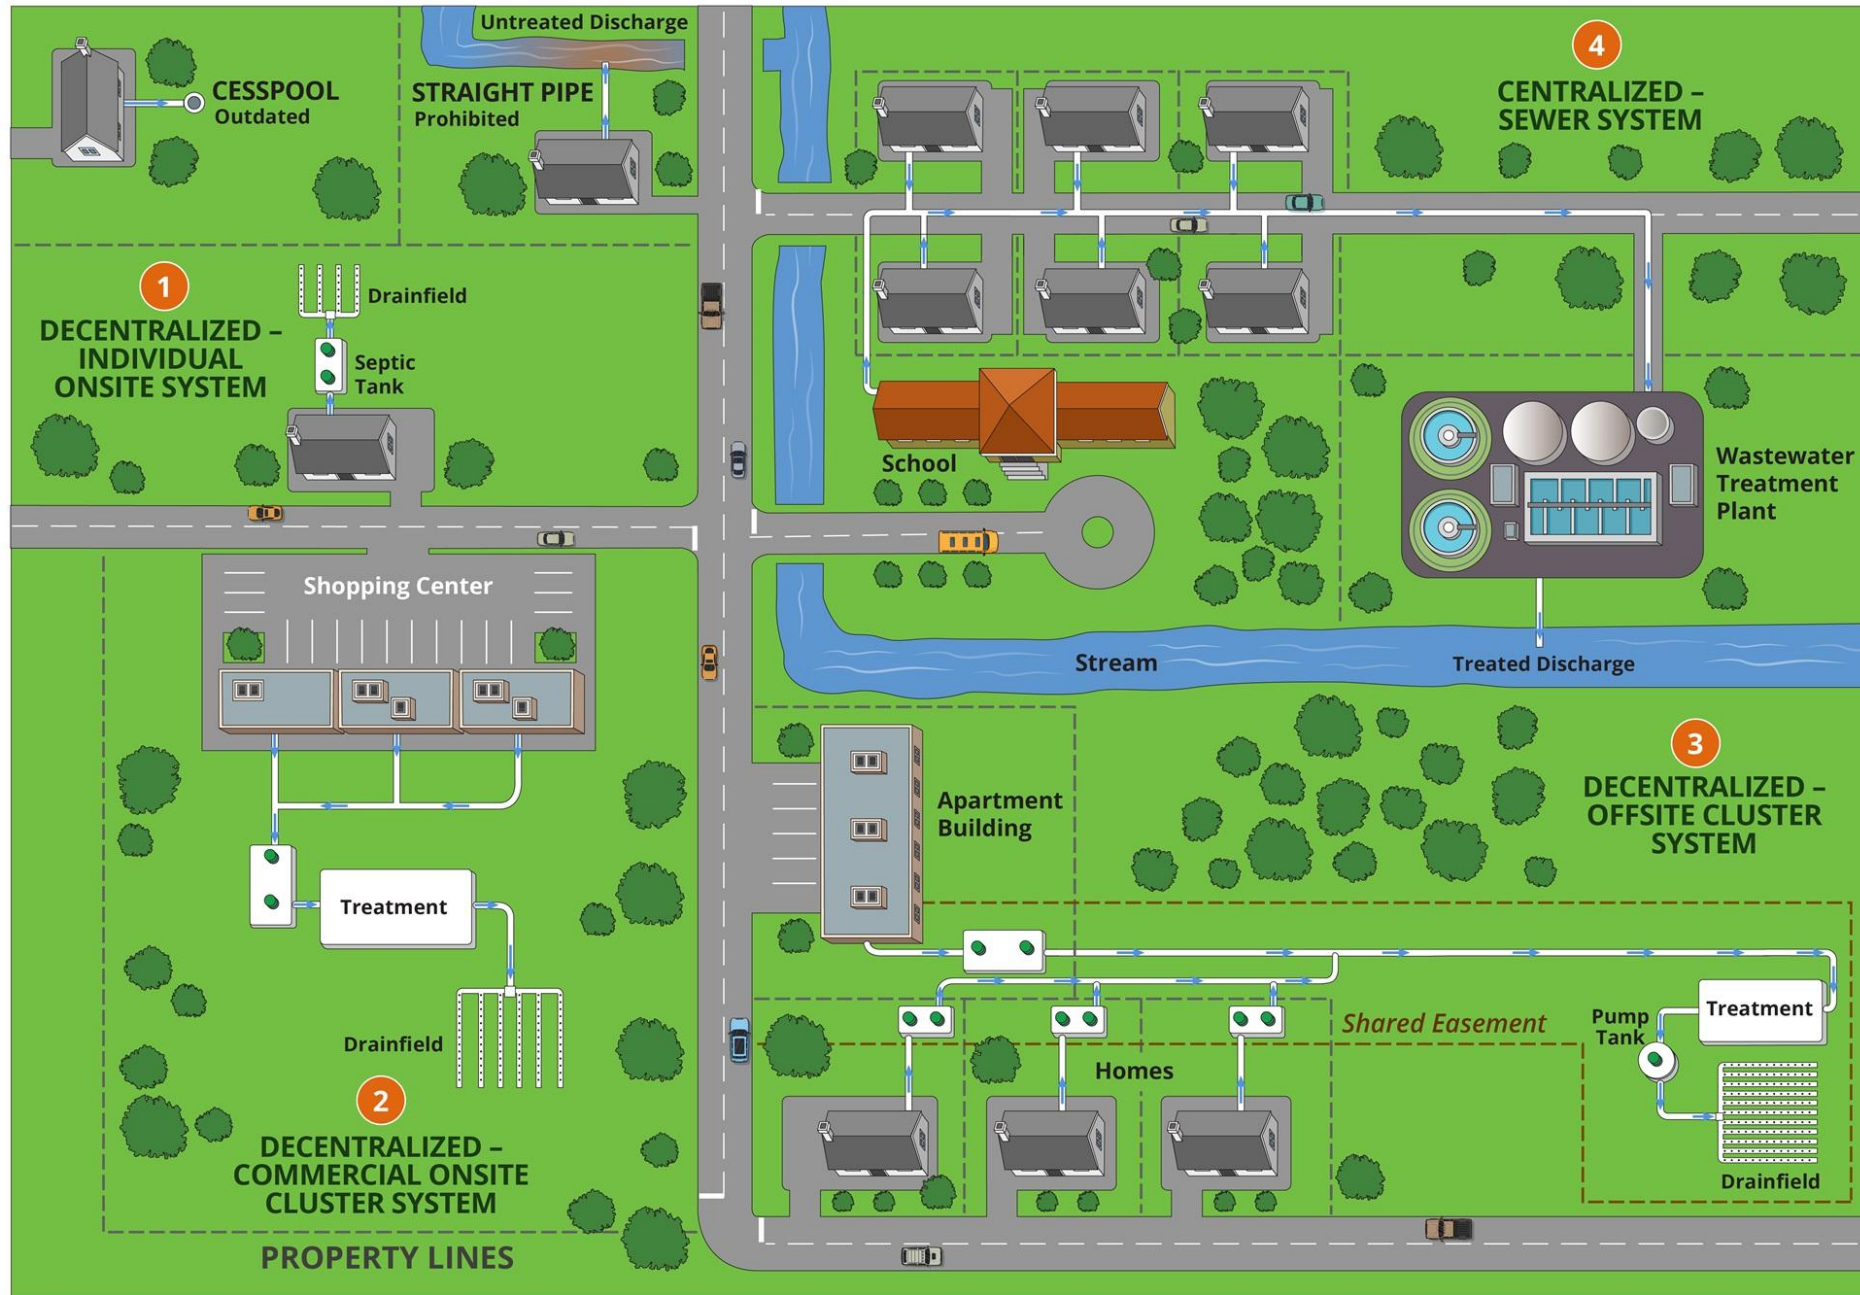 Untreated Discharge
CESSPOOL
Outdated
STRAIGHT PIPE
Prohibited
4
CENTRALIZED –
SEWER SYSTEM
1
DECENTRALIZED –
INDIVIDUAL
ONSITE SYSTEM
Drainfield
Septic
Tank
School
Wastewater
Treatment
Plant
Shopping Center
Stream
Treated Discharge
3
DECENTRALIZED –
OFFSITE CLUSTER
SYSTEM
Apartment
Building
Treatment
Drainfield
2
DECENTRALIZED –
COMMERCIAL ONSITE
CLUSTER SYSTEM
PROPERTY LINES
Shared Easement
Homes
Pump
Tank
Treatment
Drainfield